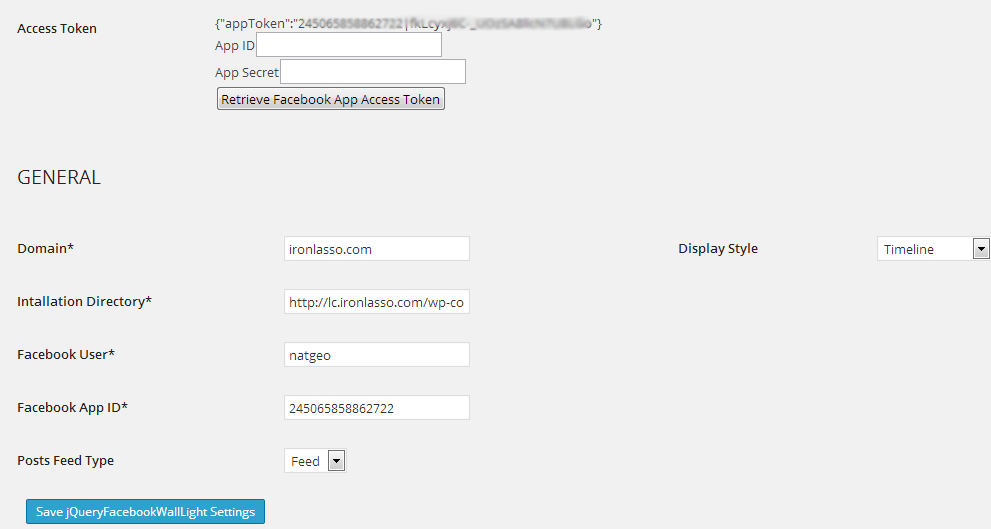 Access Token
{"appToken":"245065858862722|fkLcyx
App ID
App Secret
Retrieve Facebook App Access Token
GENERAL
Domain* ironlasso.com Display Style Timeline
Intallation Directory* http://lc.ironlasso.com/wp-co
Facebook User* natgeo
Facebook App ID* 245065858862722
Posts Feed Type Feed
Save jQueryFacebookWallLight Settings